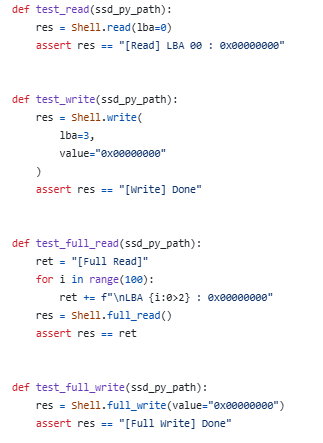 def test_read(ssd_py_path):
    res = Shell.read(lba=0)
    assert res == "[Read] LBA 00 : 0x00000000"
def test_write(ssd_py_path):
    res = Shell.write(
        lba=3,
        value="0x00000000"
    )
    assert res == "[Write] Done"
def test_full_read(ssd_py_path):
    ret = "[Full Read]"
    for i in range(100):
        ret += f"\nLBA {i:0>2} : 0x00000000"
    res = Shell.full_read()
    assert res == ret
def test_full_write(ssd_py_path):
    res = Shell.full_write(value="0x00000000")
    assert res == "[Full Write] Done"